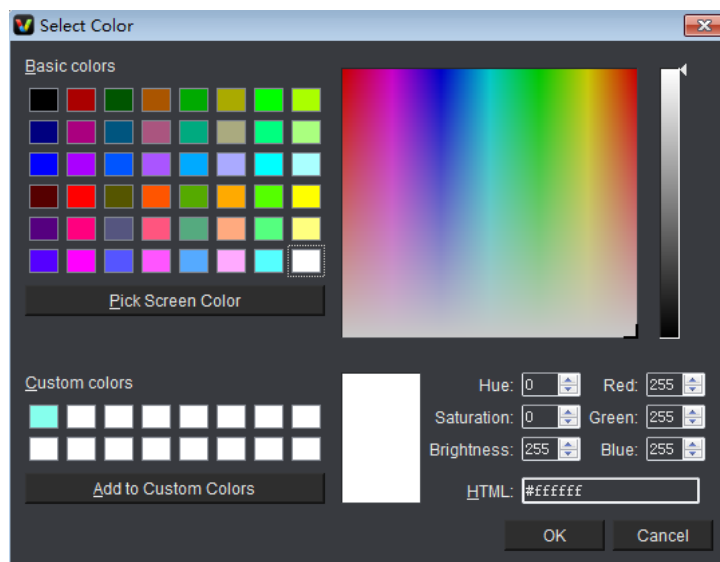 Select Color
Basic colors
Pick Screen Color
Custom colors
Add to Custom Colors
Hue: 0 Red: 255
Saturation: 0 Green: 255
Brightness: 255 Blue: 255
HTML: #ffffff
OK Cancel